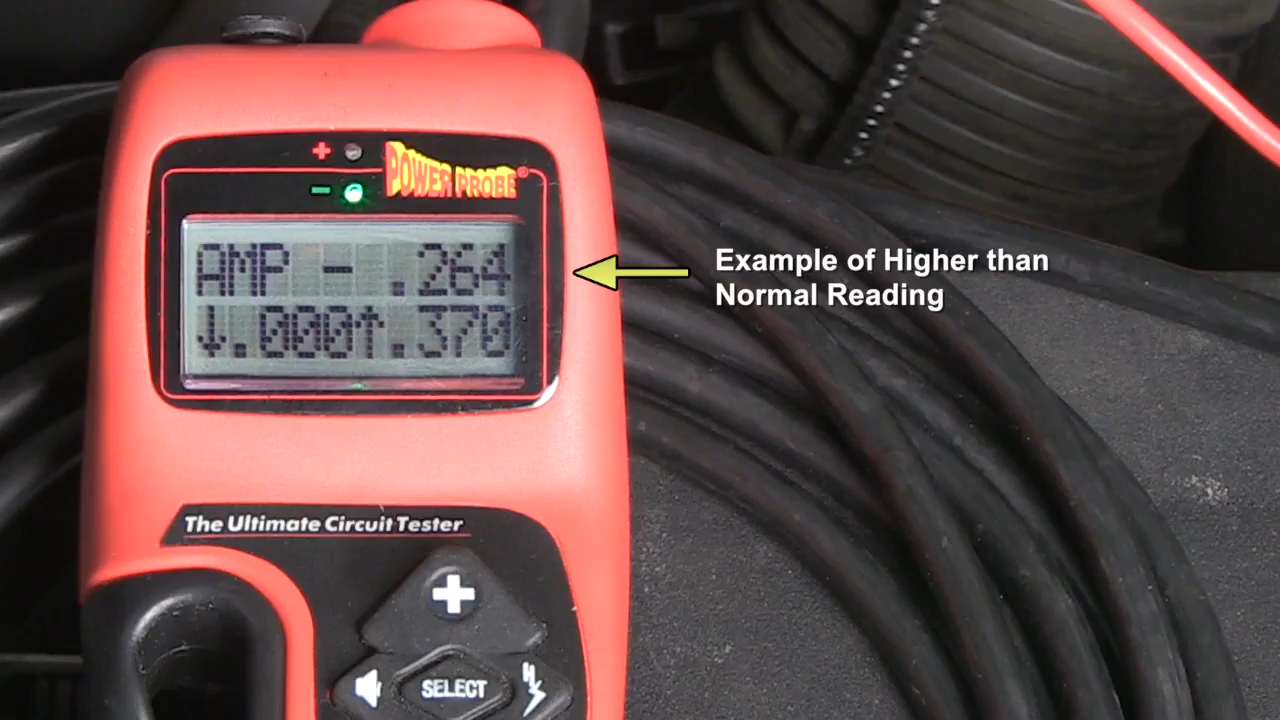 +
POWER PROBE®
−
AMP - .264
↓.000↑.370
Example of Higher than
Normal Reading
The Ultimate Circuit Tester
+
SELECT